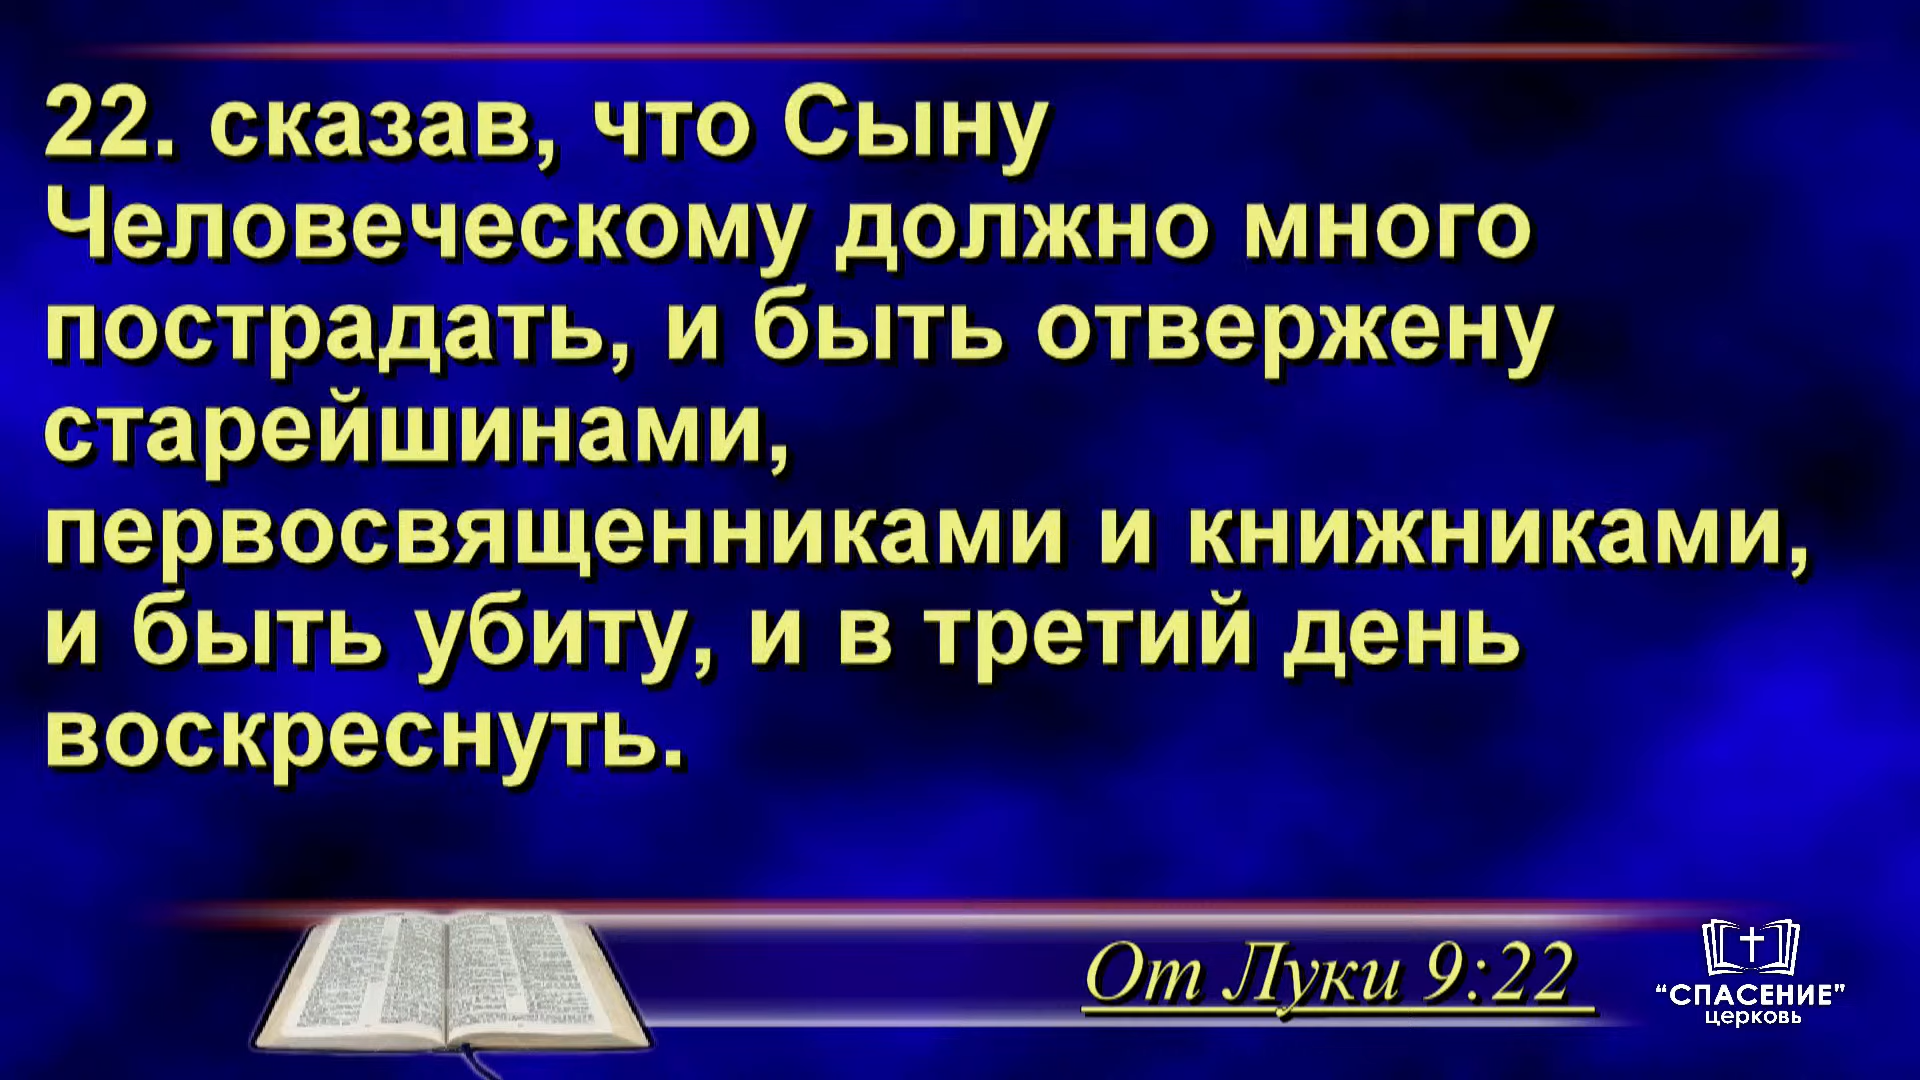 22. сказав, что Сыну
Человеческому должно много
пострадать, и быть отвержену
старейшинами,
первосвященниками и книжниками,
и быть убиту, и в третий день
воскреснуть.
От Луки 9:22
“СПАСЕНИЕ”
церковь